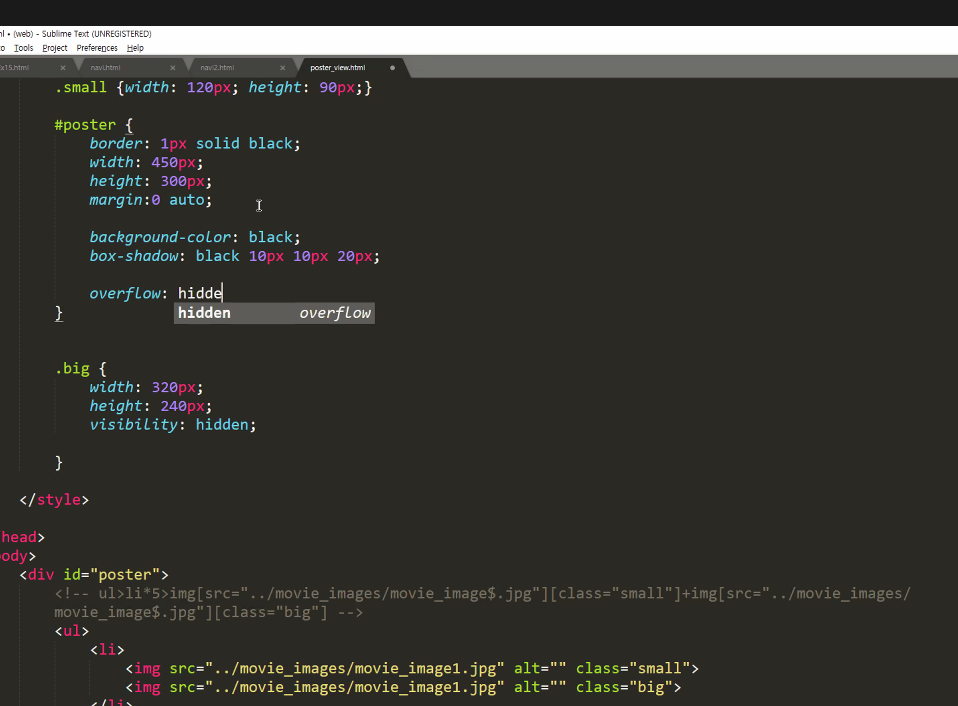 ml • (web) - Sublime Text (UNREGISTERED)
to Tools Project Preferences Help
x15.html × navi.html × navi2.html × poster_view.html •
.small {width: 120px; height: 90px;}
#poster {
border: 1px solid black;
width: 450px;
height: 300px;
margin:0 auto;
background-color: black;
box-shadow: black 10px 10px 20px;
overflow: hidde
hidden overflow
}
.big {
width: 320px;
height: 240px;
visibility: hidden;
}
</style>
head>
ody>
<div id="poster">
<!-- ul>li*5>img[src="../movie_images/movie_image$.jpg"][class="small"]+img[src="../movie_images/
movie_image$.jpg"][class="big"] -->
<ul>
<li>
<img src="../movie_images/movie_image1.jpg" alt="" class="small">
<img src="../movie_images/movie_image1.jpg" alt="" class="big">
</li>